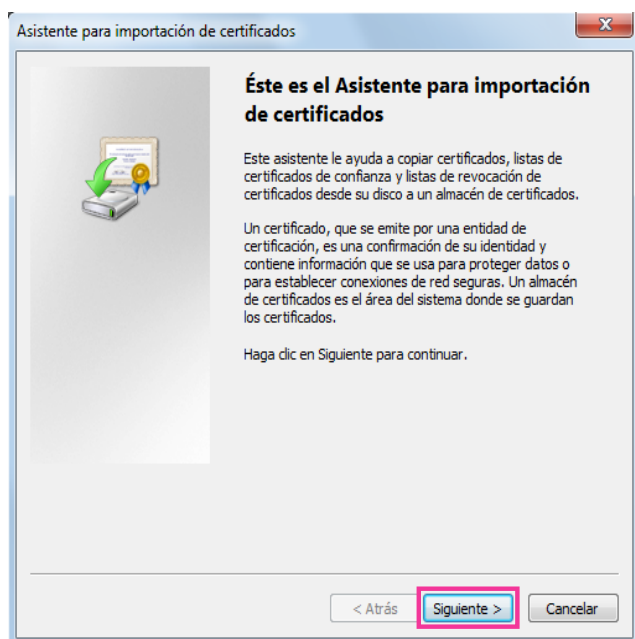 Asistente para importación de certificados
Éste es el Asistente para importación
de certificados
Este asistente le ayuda a copiar certificados, listas de
certificados de confianza y listas de revocación de
certificados desde su disco a un almacén de certificados.
Un certificado, que se emite por una entidad de
certificación, es una confirmación de su identidad y
contiene información que se usa para proteger datos o
para establecer conexiones de red seguras. Un almacén
de certificados es el área del sistema donde se guardan
los certificados.
Haga clic en Siguiente para continuar.
< Atrás
Siguiente >
Cancelar